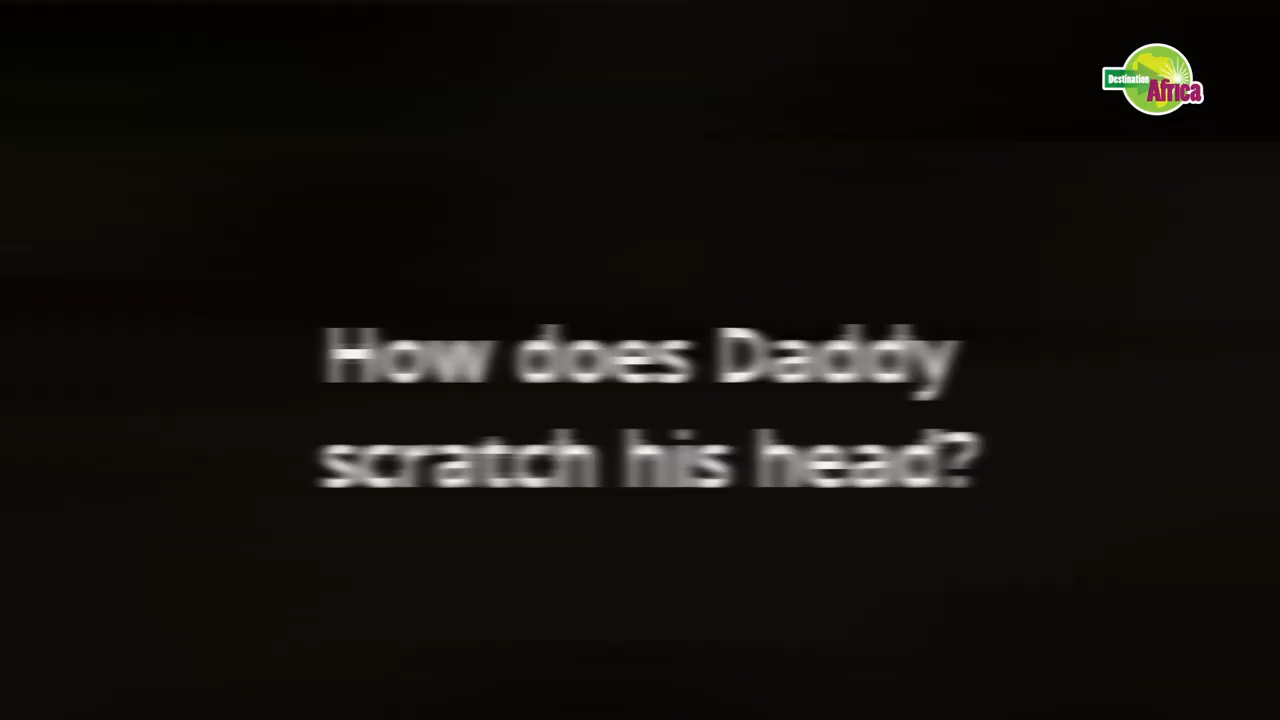 Destination
Africa
How does Daddy
scratch his head?